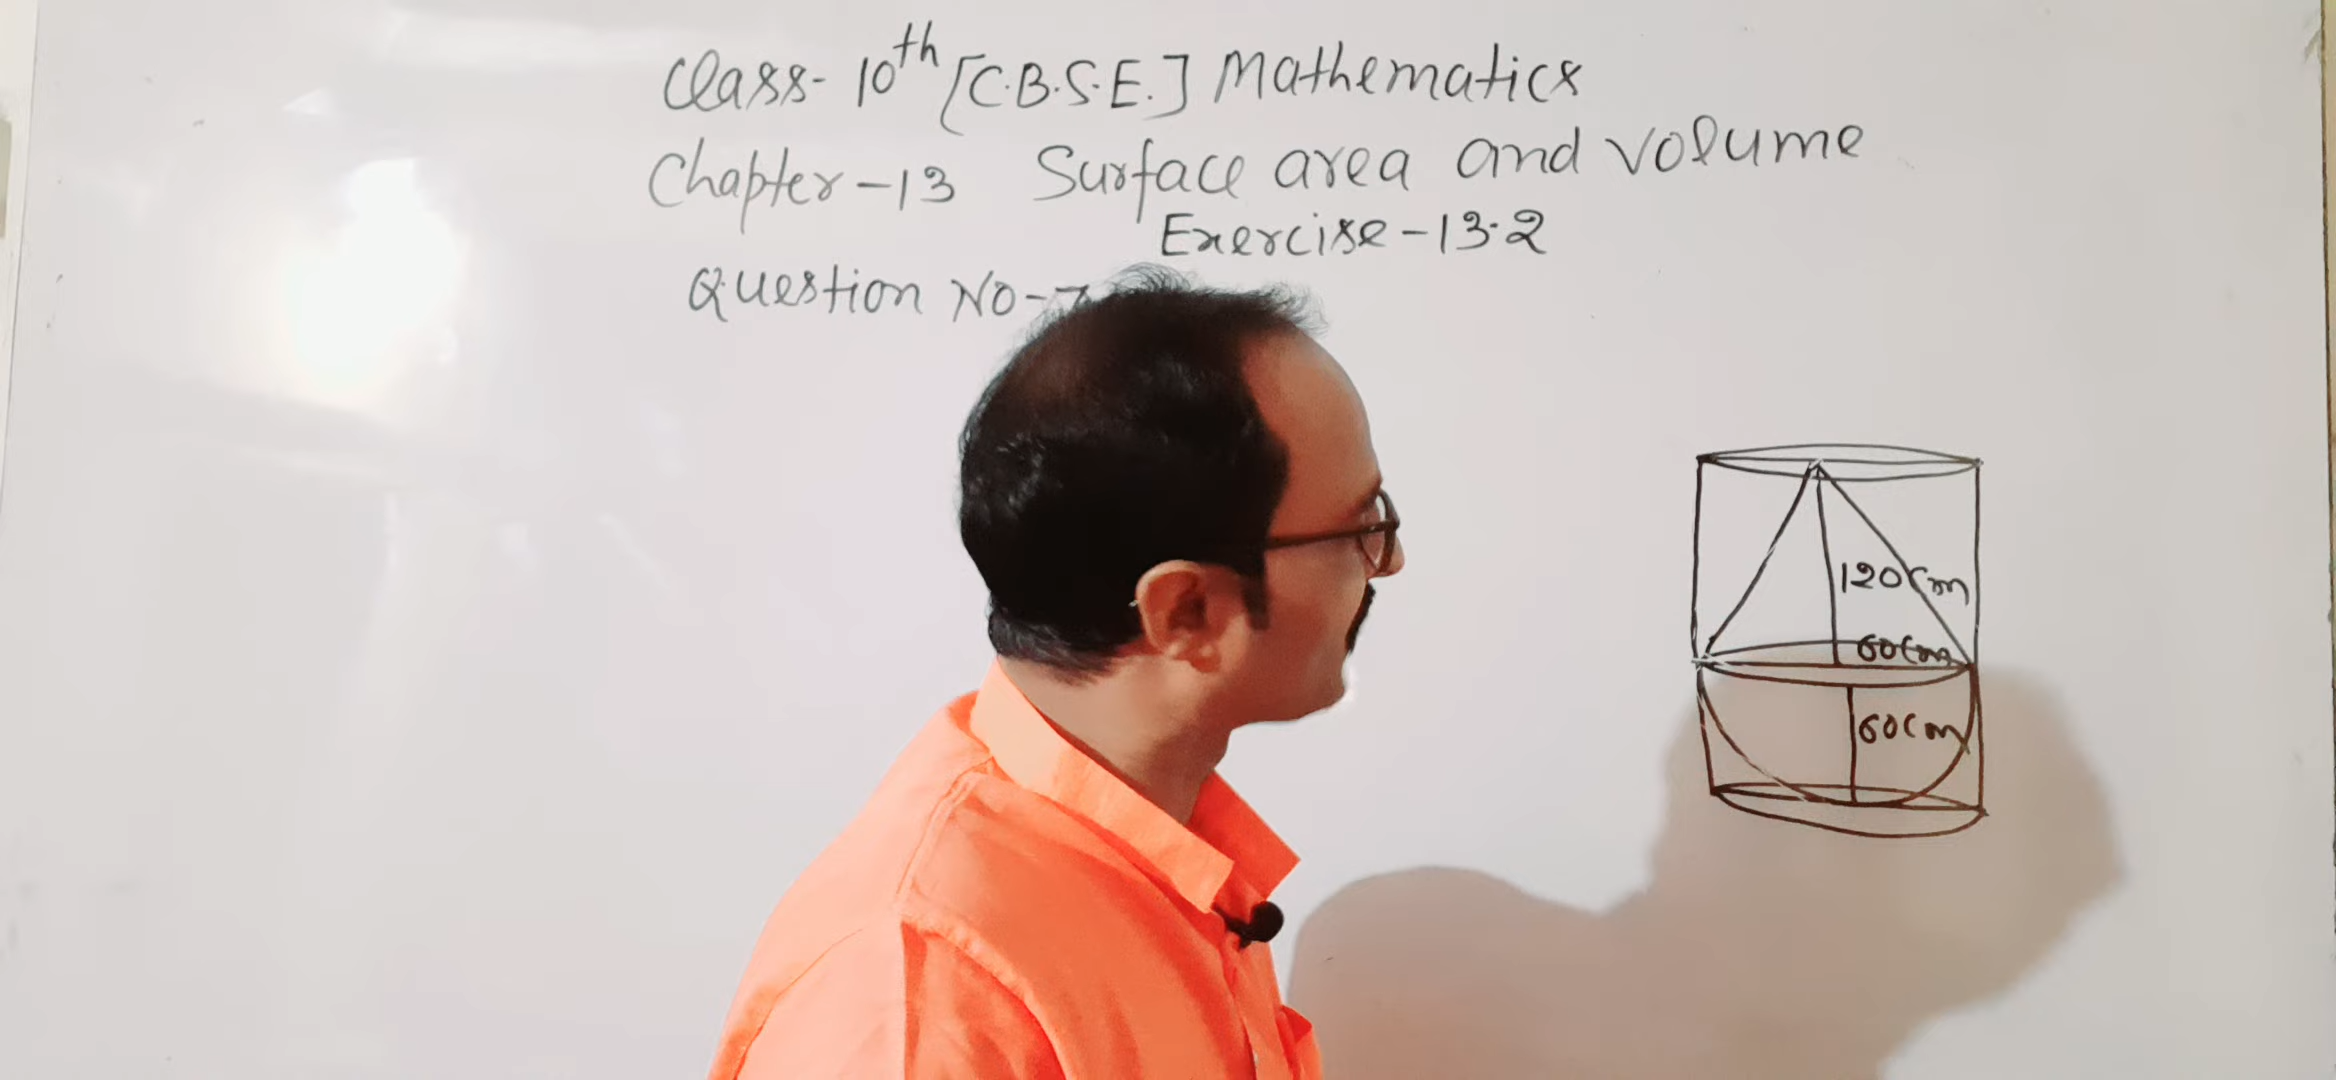 Class- 10th [C.B.S.E.] Mathematics
Chapter-13 Surface area and volume
Exercise-13.2
Question No-7
120cm
60cm
60cm